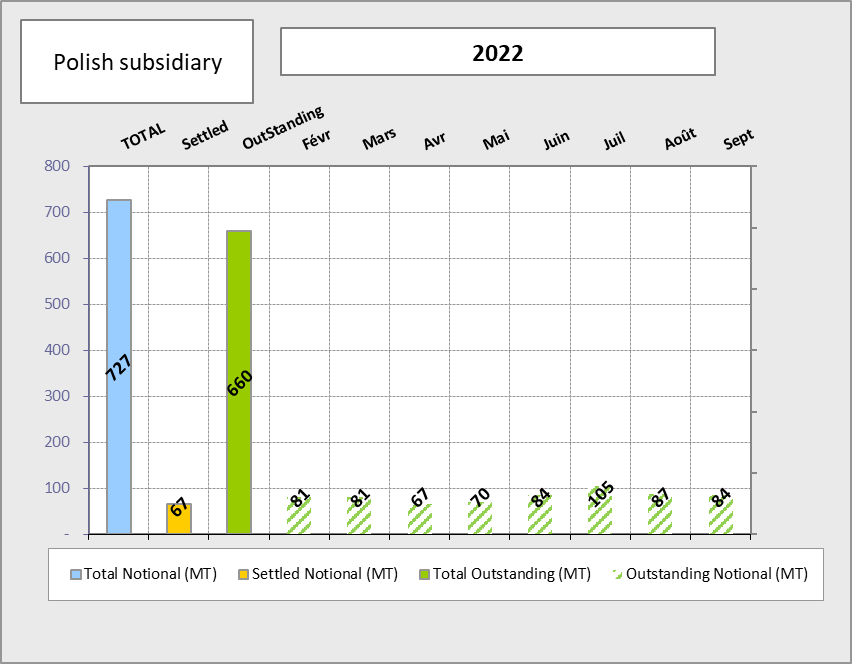 Polish subsidiary
2022
TOTAL Settled OutStanding Févr Mars Avr Mai Juin Juil Août Sept
800
700
600
500
400
300
200
100
-
727 67 660 81 81 67 70 84 105 87 84
Total Notional (MT) Settled Notional (MT) Total Outstanding (MT) Outstanding Notional (MT)